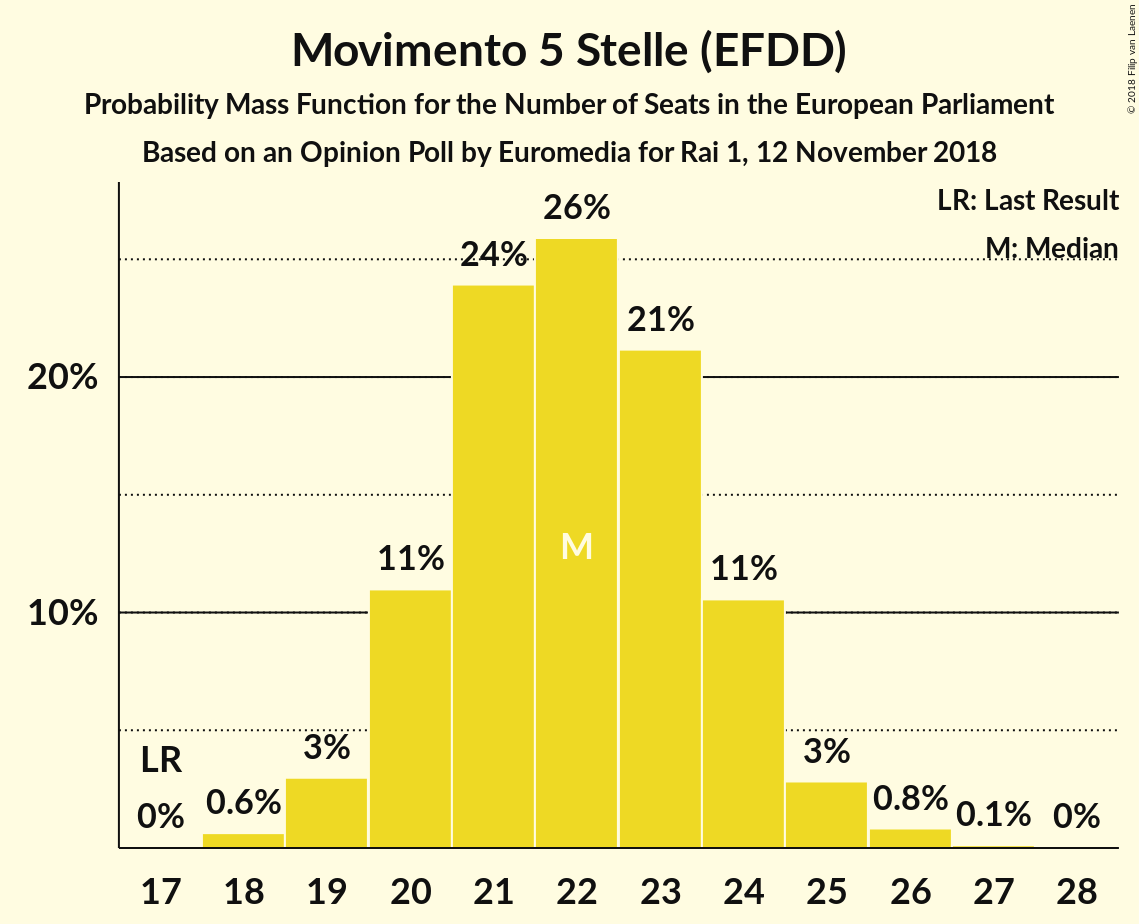 Movimento 5 Stelle (EFDD)
Probability Mass Function for the Number of Seats in the European Parliament
Based on an Opinion Poll by Euromedia for Rai 1, 12 November 2018
© 2018 Filip van Laenen
LR: Last Result
M: Median
26%
24%
21%
20%
M
11%
11%
10%
LR
3%
3%
0%
0.6%
0.8%
0.1%
0%
17 18 19 20 21 22 23 24 25 26 27 28